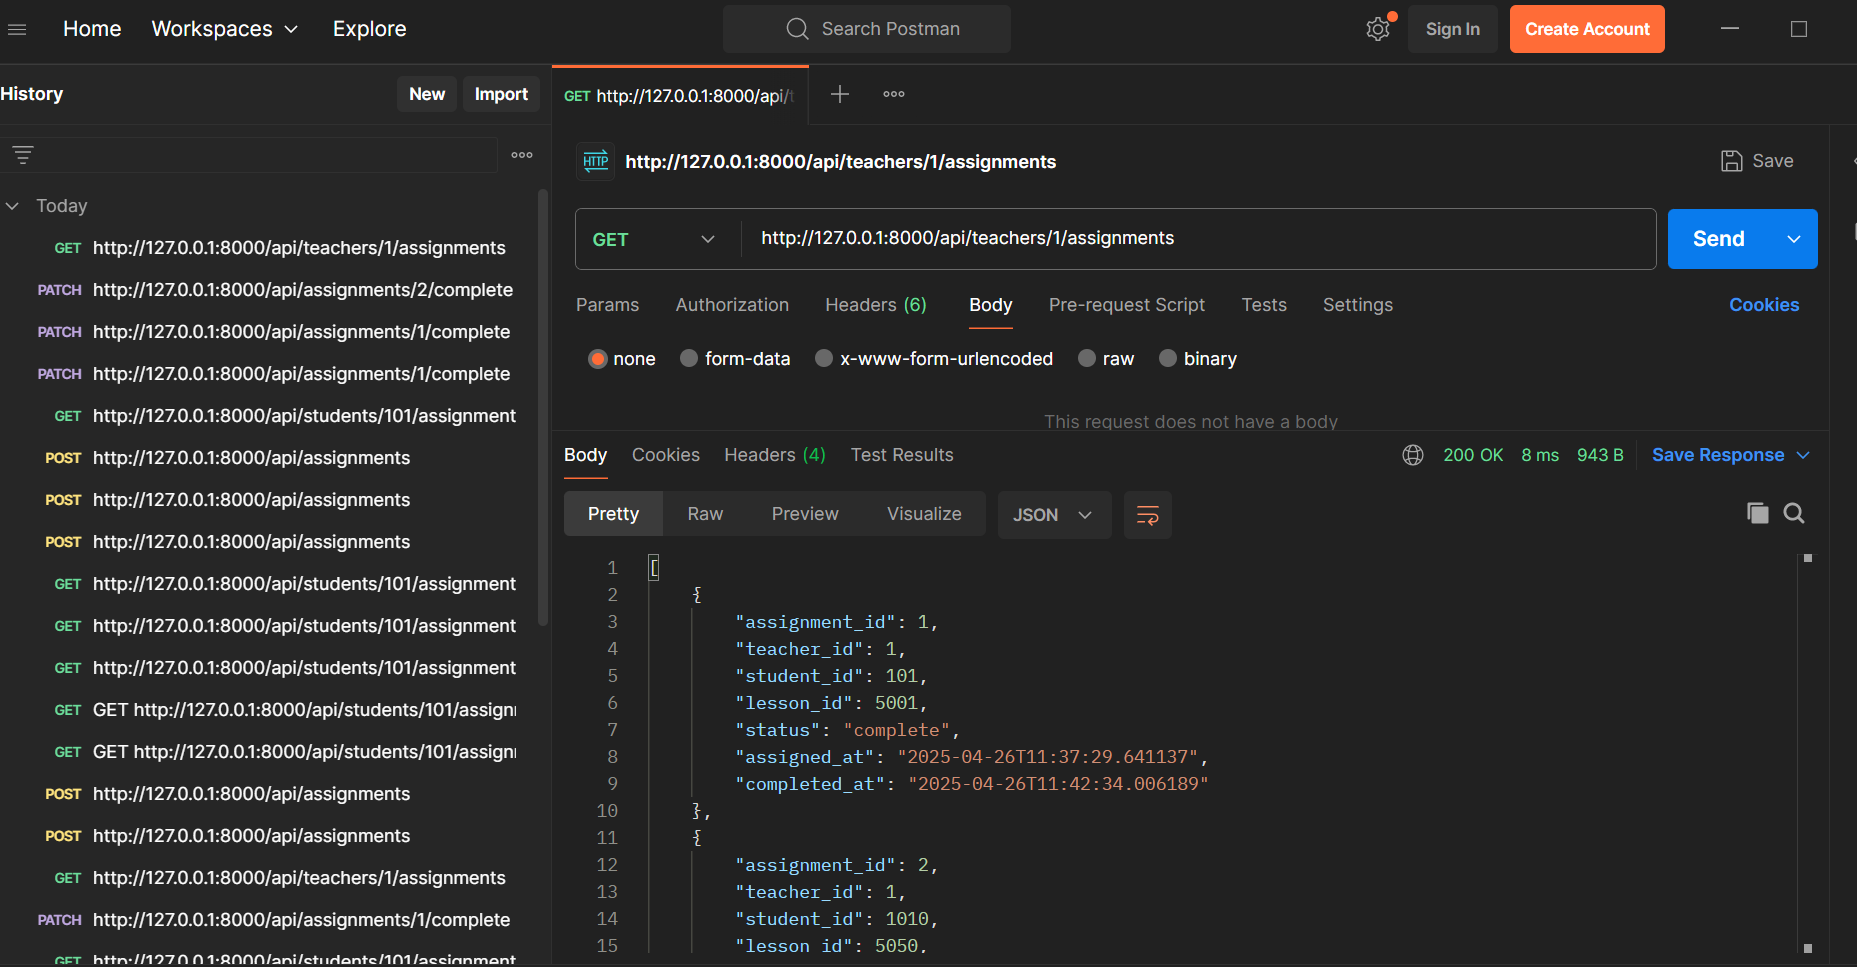 Home Workspaces Explore Search Postman Sign In Create Account
History New Import
GET http://127.0.0.1:8000/api/t
HTTP http://127.0.0.1:8000/api/teachers/1/assignments Save
Today
GET http://127.0.0.1:8000/api/teachers/1/assignments
PATCH http://127.0.0.1:8000/api/assignments/2/complete
PATCH http://127.0.0.1:8000/api/assignments/1/complete
PATCH http://127.0.0.1:8000/api/assignments/1/complete
GET http://127.0.0.1:8000/api/students/101/assignment
POST http://127.0.0.1:8000/api/assignments
POST http://127.0.0.1:8000/api/assignments
POST http://127.0.0.1:8000/api/assignments
GET http://127.0.0.1:8000/api/students/101/assignment
GET http://127.0.0.1:8000/api/students/101/assignment
GET http://127.0.0.1:8000/api/students/101/assignment
GET GET http://127.0.0.1:8000/api/students/101/assign
GET GET http://127.0.0.1:8000/api/students/101/assign
POST http://127.0.0.1:8000/api/assignments
POST http://127.0.0.1:8000/api/assignments
GET http://127.0.0.1:8000/api/teachers/1/assignments
PATCH http://127.0.0.1:8000/api/assignments/1/complete
GET http://127.0.0.1:8000/api/students/101/assignment
GET http://127.0.0.1:8000/api/teachers/1/assignments Send
Params Authorization Headers (6) Body Pre-request Script Tests Settings Cookies
none form-data x-www-form-urlencoded raw binary
This request does not have a body
Body Cookies Headers (4) Test Results 200 OK 8 ms 943 B Save Response
Pretty Raw Preview Visualize JSON
1 [
2 {
3 "assignment_id": 1,
4 "teacher_id": 1,
5 "student_id": 101,
6 "lesson_id": 5001,
7 "status": "complete",
8 "assigned_at": "2025-04-26T11:37:29.641137",
9 "completed_at": "2025-04-26T11:42:34.006189"
10 },
11 {
12 "assignment_id": 2,
13 "teacher_id": 1,
14 "student_id": 1010,
15 "lesson_id": 5050,